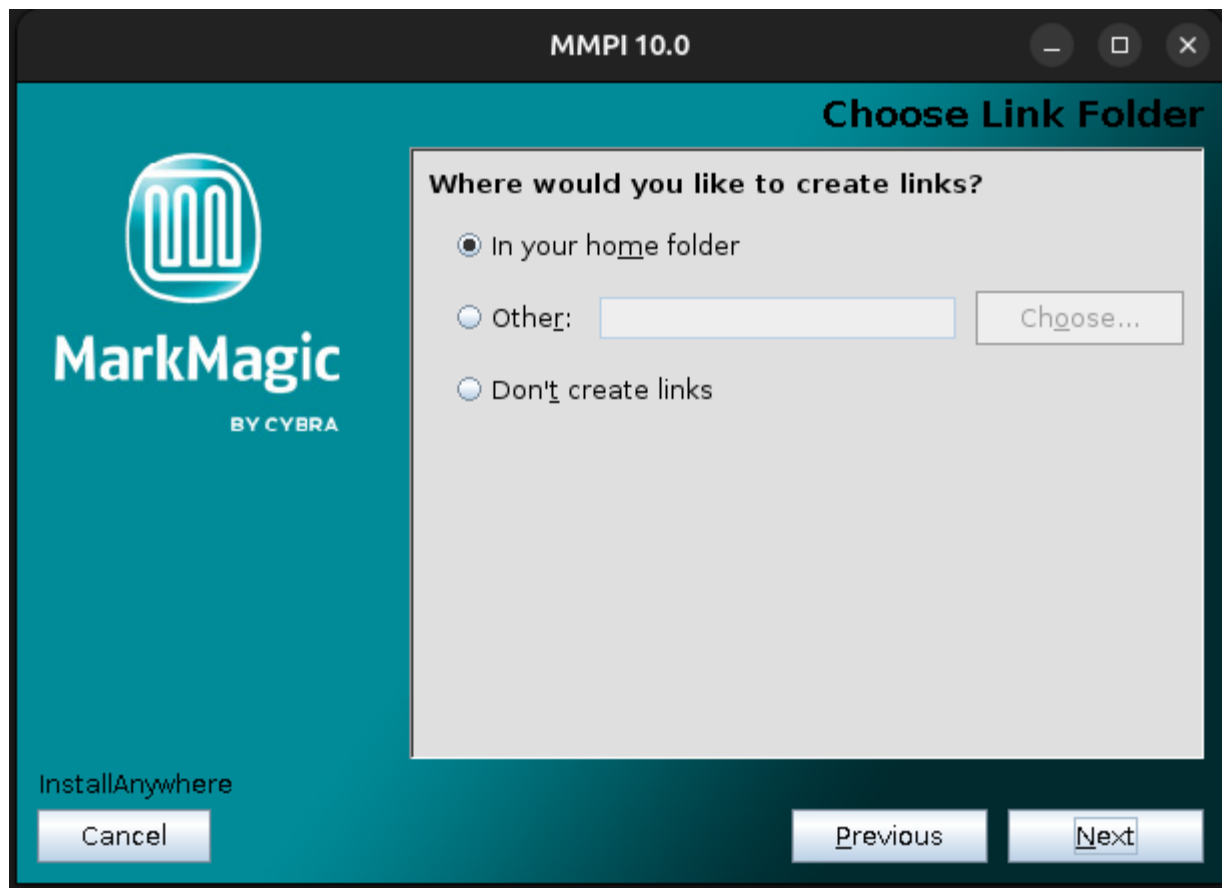 MMPI 10.0
Choose Link Folder
MarkMagic
BY CYBRA
Where would you like to create links?
In your home folder
Other:
Choose...
Don't create links
InstallAnywhere
Cancel
Previous
Next